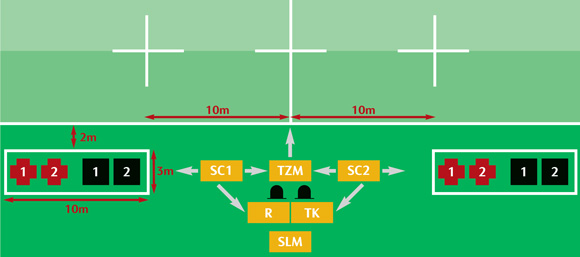 10m 10m
2m
1 2 1 2 3m SC1 TZM SC2 1 2 1 2
10m R TK
SLM